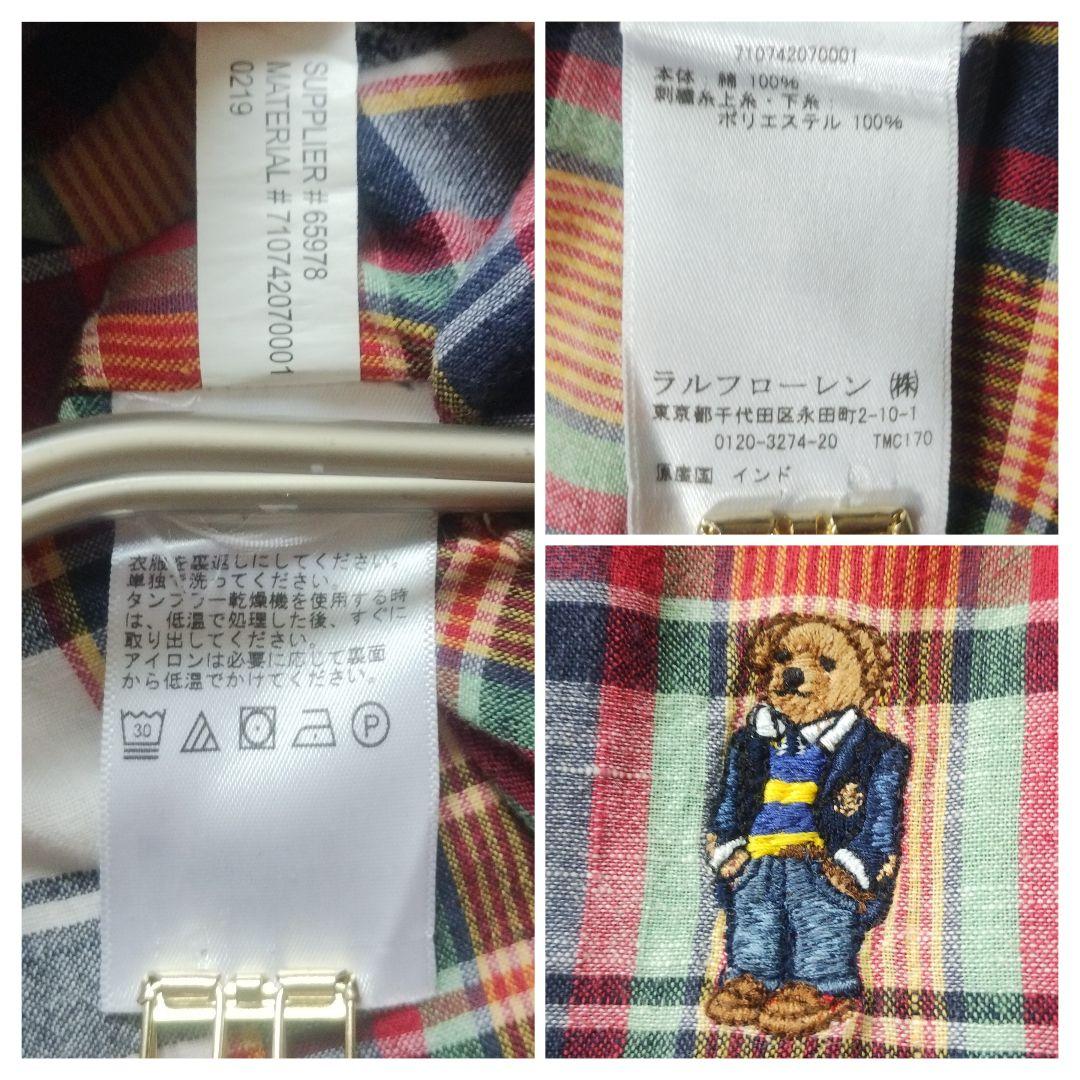 SUPPLIER # 65978
MATERIAL # 710742070001
0219
衣服を裏返しにしてください。
単独で洗ってください。
タンブラー乾燥機を使用する時
は、低温で処理した後、すぐに
取り出してください。
アイロンは必要に応じて裏面
から低温でかけてください。
30
P
710742070001
本体: 綿 100%
刺繍糸上糸・下糸:
ポリエステル 100%
ラルフローレン ㈱
東京都千代田区永田町2-10-1
0120-3274-20 TMC170
原産国 インド